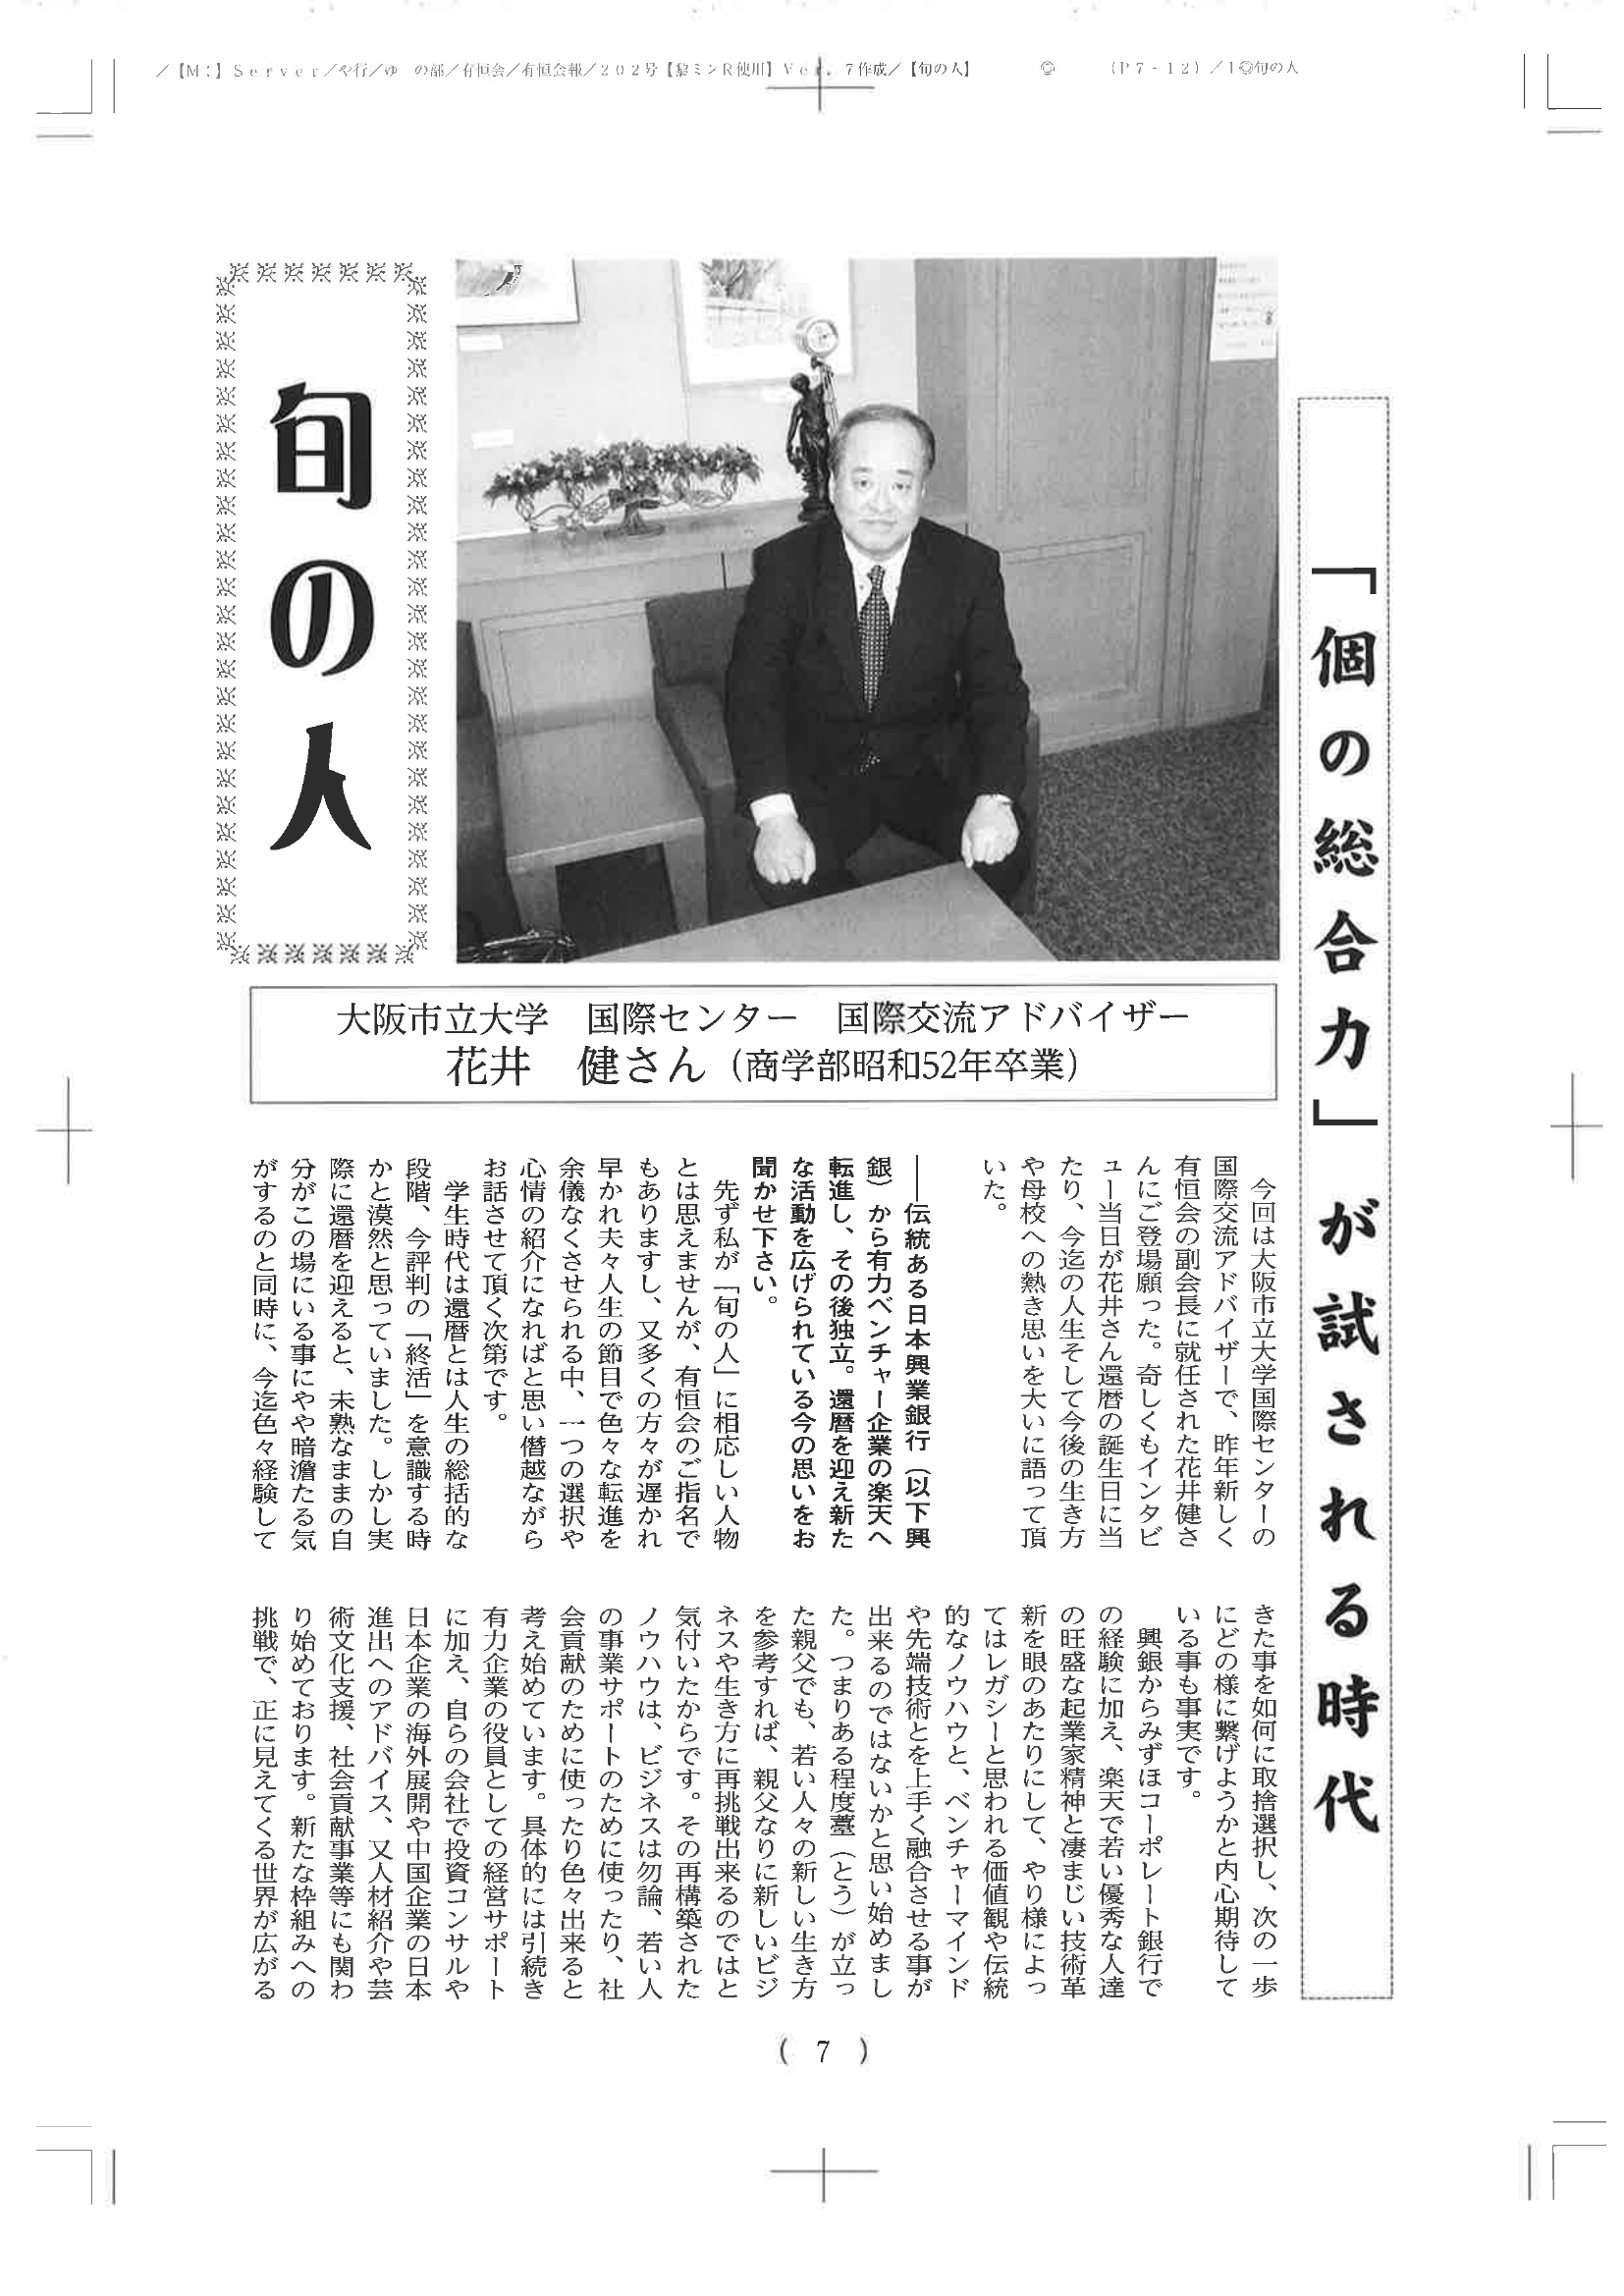 ／【M：】Ｓｅｒｖｅｒ／や行／ゆ　の部／有恒会／有恒会報／２０２号【黎ミンＲ使用】Ｖｅｒ．７作成／【旬の人】　◎　（Ｐ７-１２）／１◎旬の人
「個の総合力」が試される時代
旬の人
大阪市立大学　国際センター　国際交流アドバイザー
花井　健さん（商学部昭和52年卒業）
今回は大阪市立大学国際センターの
国際交流アドバイザーで、昨年新しく
有恒会の副会長に就任された花井健さ
んにご登場願った。奇しくもインタビ
ュー当日が花井さん還暦の誕生日に当
たり、今迄の人生そして今後の生き方
や母校への熱き思いを大いに語って頂
いた。
――伝統ある日本興業銀行（以下興
銀）から有力ベンチャー企業の楽天へ
転進し、その後独立。還暦を迎え新た
な活動を広げられている今の思いをお
聞かせ下さい。
先ず私が「旬の人」に相応しい人物
とは思えませんが、有恒会のご指名で
もありますし、又多くの方々が遅かれ
早かれ夫々人生の節目で色々な転進を
余儀なくさせられる中、一つの選択や
心情の紹介になればと思い僭越ながら
お話させて頂く次第です。
学生時代は還暦とは人生の総括的な
段階、今評判の「終活」を意識する時
かと漠然と思っていました。しかし実
際に還暦を迎えると、未熟なままの自
分がこの場にいる事にやや暗澹たる気
がするのと同時に、今迄色々経験して
きた事を如何に取捨選択し、次の一歩
にどの様に繋げようかと内心期待して
いる事も事実です。
興銀からみずほコーポレート銀行で
の経験に加え、楽天で若い優秀な人達
の旺盛な起業家精神と凄まじい技術革
新を眼のあたりにして、やり様によっ
てはレガシーと思われる価値観や伝統
的なノウハウと、ベンチャーマインド
や先端技術とを上手く融合させる事が
出来るのではないかと思い始めまし
た。つまりある程度薹（とう）が立っ
た親父でも、若い人々の新しい生き方
を参考すれば、親父なりに新しいビジ
ネスや生き方に再挑戦出来るのではと
気付いたからです。その再構築された
ノウハウは、ビジネスは勿論、若い人
の事業サポートのために使ったり、社
会貢献のために使ったり色々出来ると
考え始めています。具体的には引続き
有力企業の役員としての経営サポート
に加え、自らの会社で投資コンサルや
日本企業の海外展開や中国企業の日本
進出へのアドバイス、又人材紹介や芸
術文化支援、社会貢献事業等にも関わ
り始めております。新たな枠組みへの
挑戦で、正に見えてくる世界が広がる
（　7　）